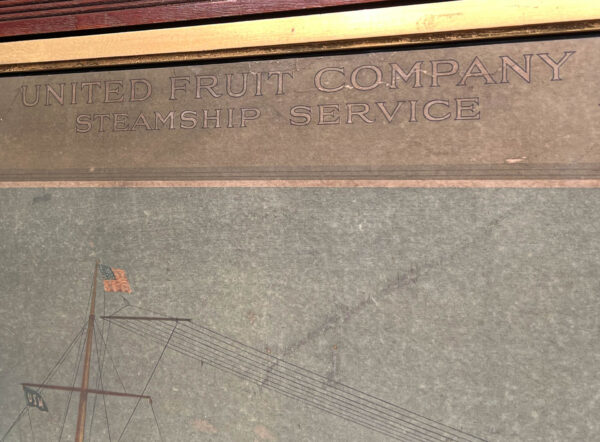 UNITED FRUIT COMPANY
STEAMSHIP SERVICE